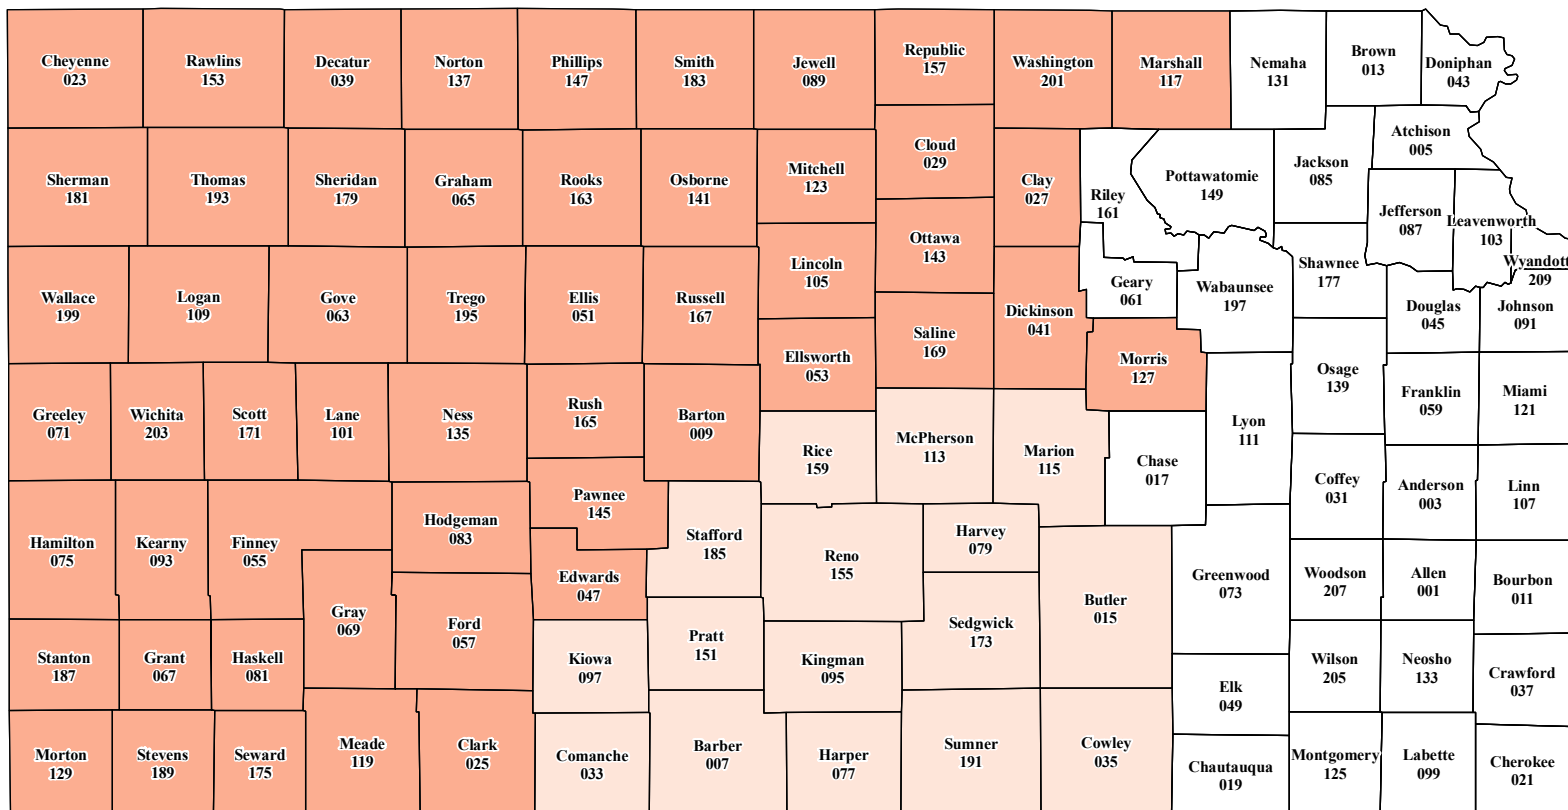 Cheyenne
023
Rawlins
153
Decatur
039
Norton
137
Phillips
147
Smith
183
Jewell
089
Republic
157
Washington
201
Marshall
117
Nemaha
131
Brown
013
Doniphan
043
Sherman
181
Thomas
193
Sheridan
179
Graham
065
Rooks
163
Osborne
141
Mitchell
123
Cloud
029
Clay
027
Riley
161
Pottawatomie
149
Jackson
085
Atchison
005
Jefferson
087
Leavenworth
103
Wyandott
209
Wallace
199
Logan
109
Gove
063
Trego
195
Ellis
051
Russell
167
Lincoln
105
Ottawa
143
Saline
169
Dickinson
041
Geary
061
Wabaunsee
197
Shawnee
177
Douglas
045
Johnson
091
Ellsworth
053
Morris
127
Osage
139
Franklin
059
Miami
121
Greeley
071
Wichita
203
Scott
171
Lane
101
Ness
135
Rush
165
Barton
009
Rice
159
McPherson
113
Marion
115
Chase
017
Lyon
111
Coffey
031
Anderson
003
Linn
107
Hamilton
075
Kearny
093
Finney
055
Hodgeman
083
Pawnee
145
Stafford
185
Reno
155
Harvey
079
Butler
015
Greenwood
073
Woodson
207
Allen
001
Bourbon
011
Gray
069
Ford
057
Edwards
047
Kiowa
097
Pratt
151
Kingman
095
Sedgwick
173
Elk
049
Wilson
205
Neosho
133
Crawford
037
Stanton
187
Grant
067
Haskell
081
Morton
129
Stevens
189
Seward
175
Meade
119
Clark
025
Comanche
033
Barber
007
Harper
077
Sumner
191
Cowley
035
Chautauqua
019
Montgomery
125
Labette
099
Cherokee
021